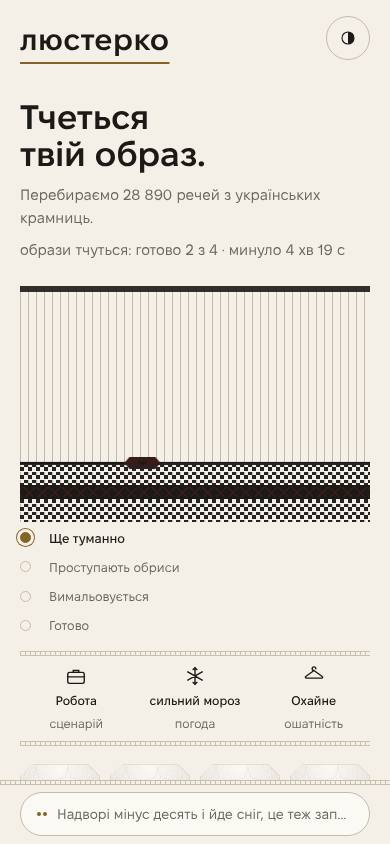 люстерко
Тчеться
твій образ.
Перебираємо 28 890 речей з українських
крамниць.
образи тчуться: готово 2 з 4 · минуло 4 хв 19 с
Ще туманно
Проступають обриси
Вимальовується
Готово
Робота
сценарій
сильний мороз
погода
Охайне
ошатність
Надворі мінус десять і йде сніг, це теж зап...